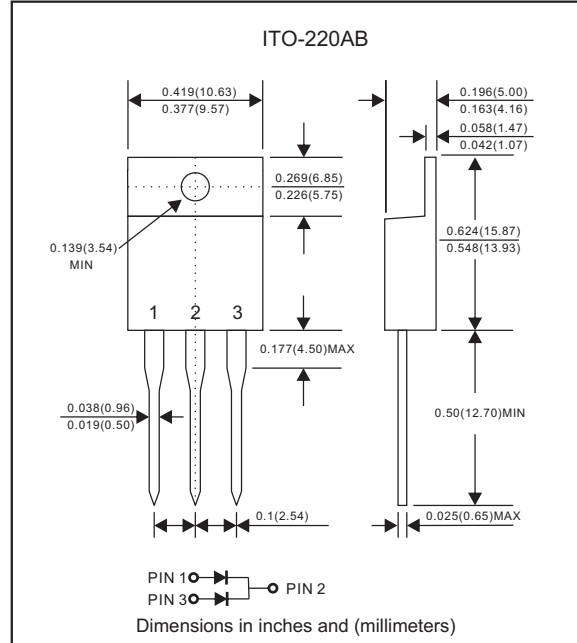 ITO-220AB
0.419(10.63)
0.377(9.57)
0.196(5.00)
0.163(4.16)
0.058(1.47)
0.042(1.07)
0.269(6.85)
0.226(5.75)
0.139(3.54)
MIN
0.624(15.87)
0.548(13.93)
1 2 3
0.177(4.50)MAX
0.038(0.96)
0.019(0.50)
0.50(12.70)MIN
0.1(2.54)
0.025(0.65)MAX
PIN 1
PIN 2
PIN 3
Dimensions in inches and (millimeters)